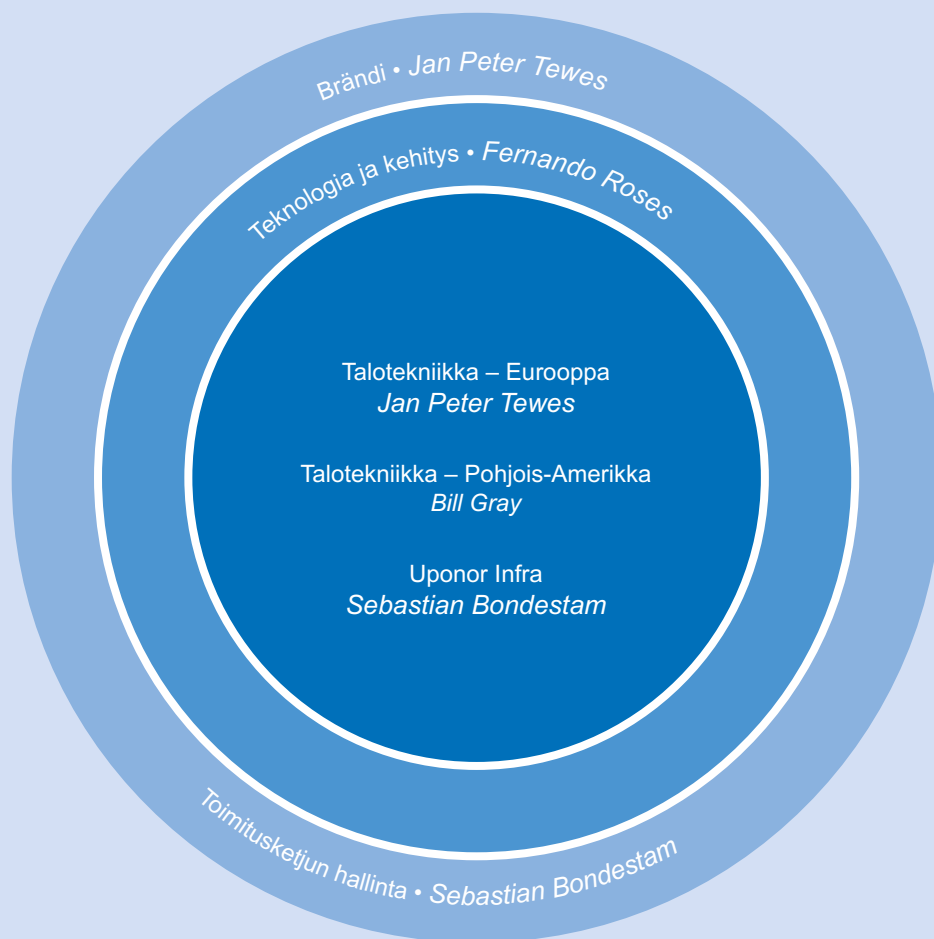 Brändi • Jan Peter Tewes
Teknologia ja kehitys • Fernando Roses
Talotekniikka – Eurooppa
Jan Peter Tewes
Talotekniikka – Pohjois-Amerikka
Bill Gray
Uponor Infra
Sebastian Bondestam
Toimitusketjun hallinta • Sebastian Bondestam